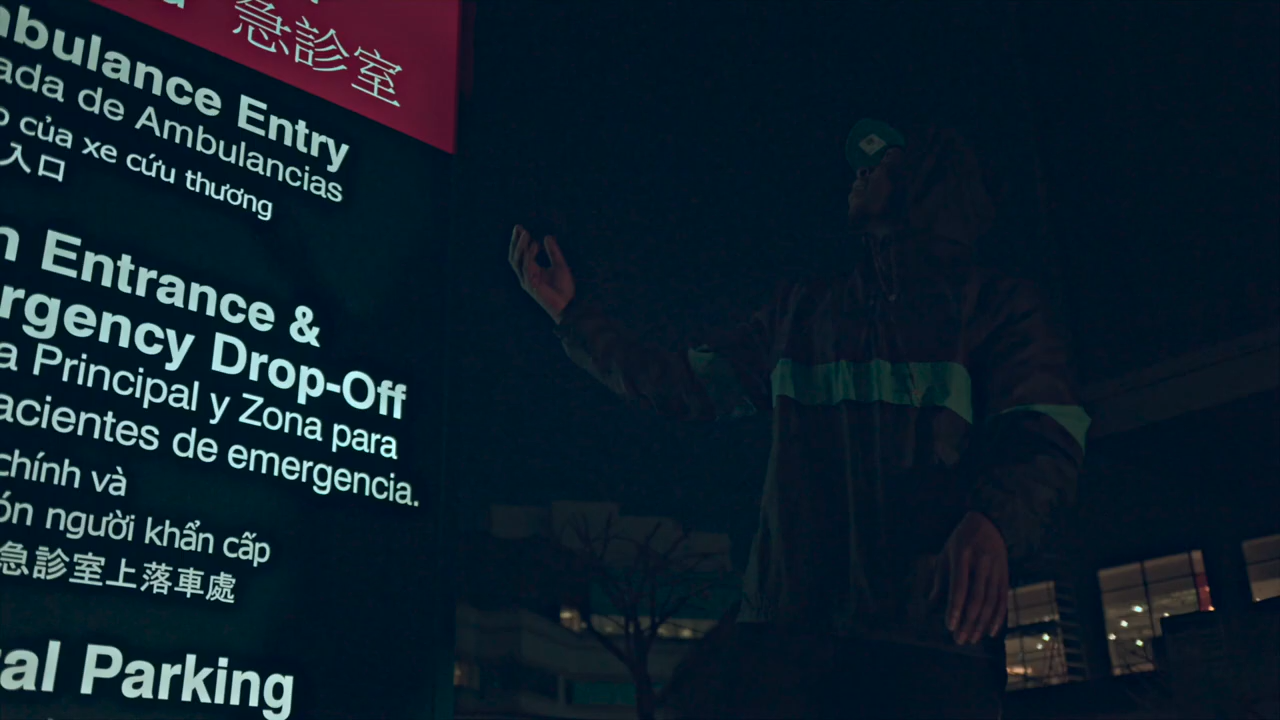 急診室
bulance Entry
ada de Ambulancias
của xe cứu thương
入口
n Entrance &
rgency Drop-Off
a Principal y Zona para
acientes de emergencia.
chính và
ón người khẩn cấp
急診室上落車處
al Parking